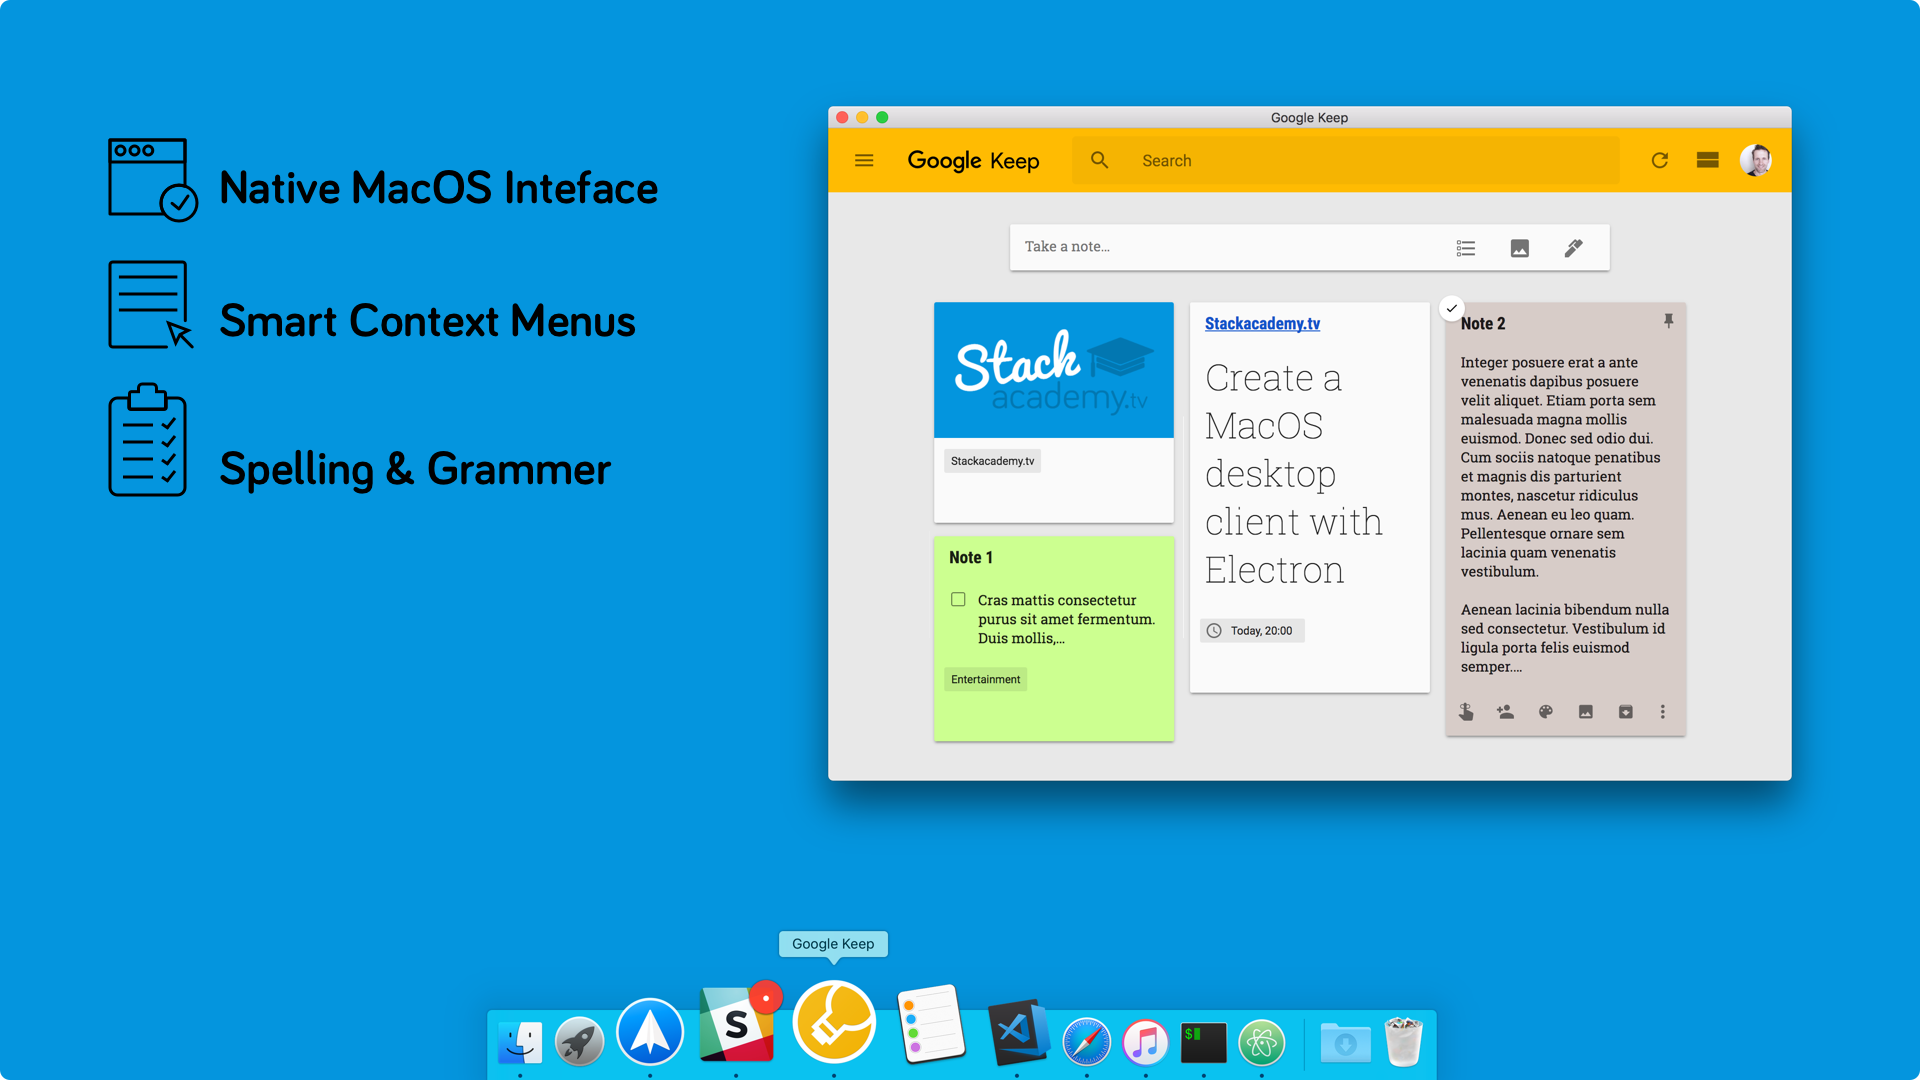 Native MacOS Inteface
Smart Context Menus
Spelling & Grammer
Google Keep
Google Keep
Search
Take a note...
Stack
academy.tv
Stackacademy.tv
Note 1
Cras mattis consectetur
purus sit amet fermentum.
Duis mollis,...
Entertainment
Stackacademy.tv
Create a
MacOS
desktop
client with
Electron
Today, 20:00
Note 2
Integer posuere erat a ante
venenatis dapibus posuere
velit aliquet. Etiam porta sem
malesuada magna mollis
euismod. Donec sed odio dui.
Cum sociis natoque penatibus
et magnis dis parturient
montes, nascetur ridiculus
mus. Aenean eu leo quam.
Pellentesque ornare sem
lacinia quam venenatis
vestibulum.
Aenean lacinia bibendum nulla
sed consectetur. Vestibulum id
ligula porta felis euismod
semper....
Google Keep
S
$